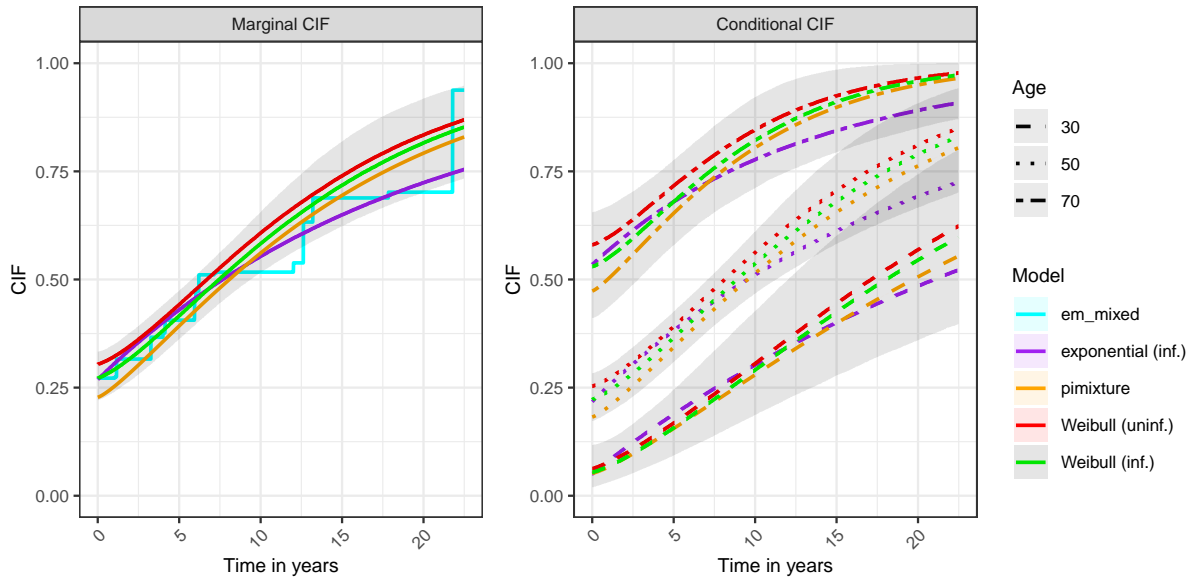 Marginal CIF
Conditional CIF
CIF
1.00
0.75
0.50
0.25
0.00
0
5
10
15
20
Time in years
CIF
1.00
0.75
0.50
0.25
0.00
0
5
10
15
20
Time in years
Age
30
50
70
Model
em_mixed
exponential (inf.)
pimixture
Weibull (uninf.)
Weibull (inf.)